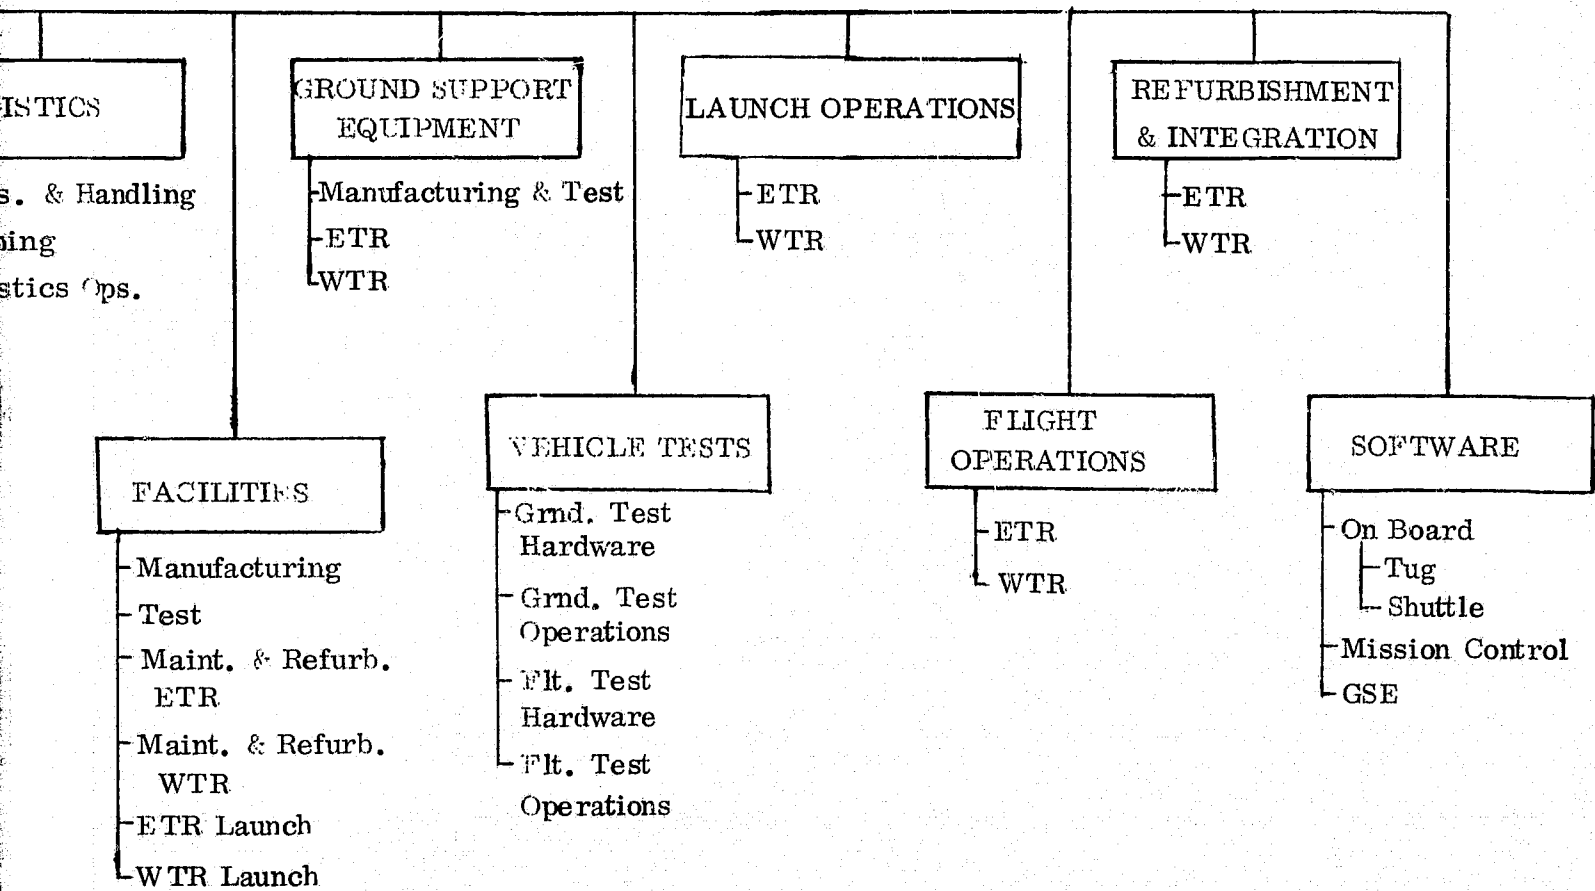 ISTICS
s. & Handling
ning
stics Ops.
GROUND SUPPORT
EQUIPMENT
Manufacturing & Test
ETR
WTR
LAUNCH OPERATIONS
ETR
WTR
REFURBISHMENT
& INTEGRATION
ETR
WTR
FACILITIES
Manufacturing
Test
Maint. & Refurb.
ETR
Maint. & Refurb.
WTR
ETR Launch
WTR Launch
VEHICLE TESTS
Grnd. Test
Hardware
Grnd. Test
Operations
Flt. Test
Hardware
Flt. Test
Operations
FLIGHT
OPERATIONS
ETR
WTR
SOFTWARE
On Board
Tug
Shuttle
Mission Control
GSE